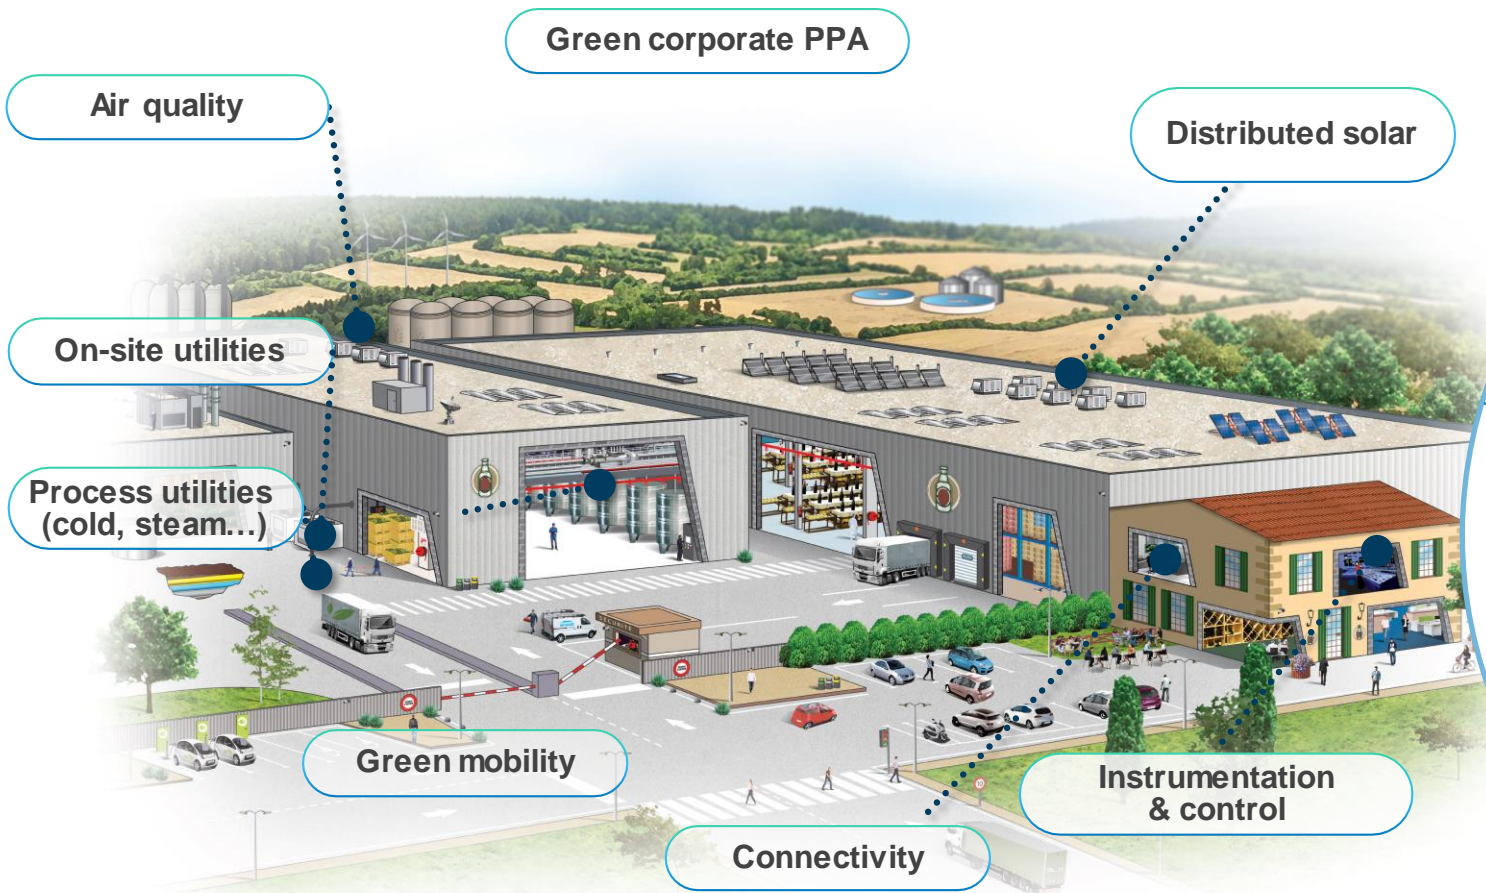 Green corporate PPA
Air quality
Distributed solar
On-site utilities
Process utilities
(cold, steam...)
SECURITE
Green mobility
Instrumentation
& control
Connectivity